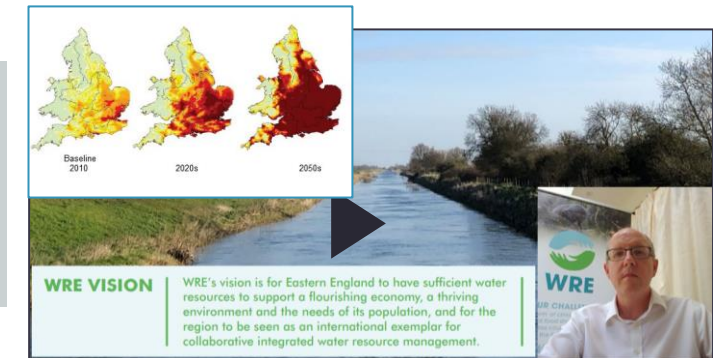 Baseline
2010
2020s
2050s
WRE VISION
WRE's vision is for Eastern England to have sufficient water
resources to support a flourishing economy, a thriving
environment and the needs of its population, and for the
region to be seen as an international exemplar for
collaborative integrated water resource management.
WRE
UR CHALL